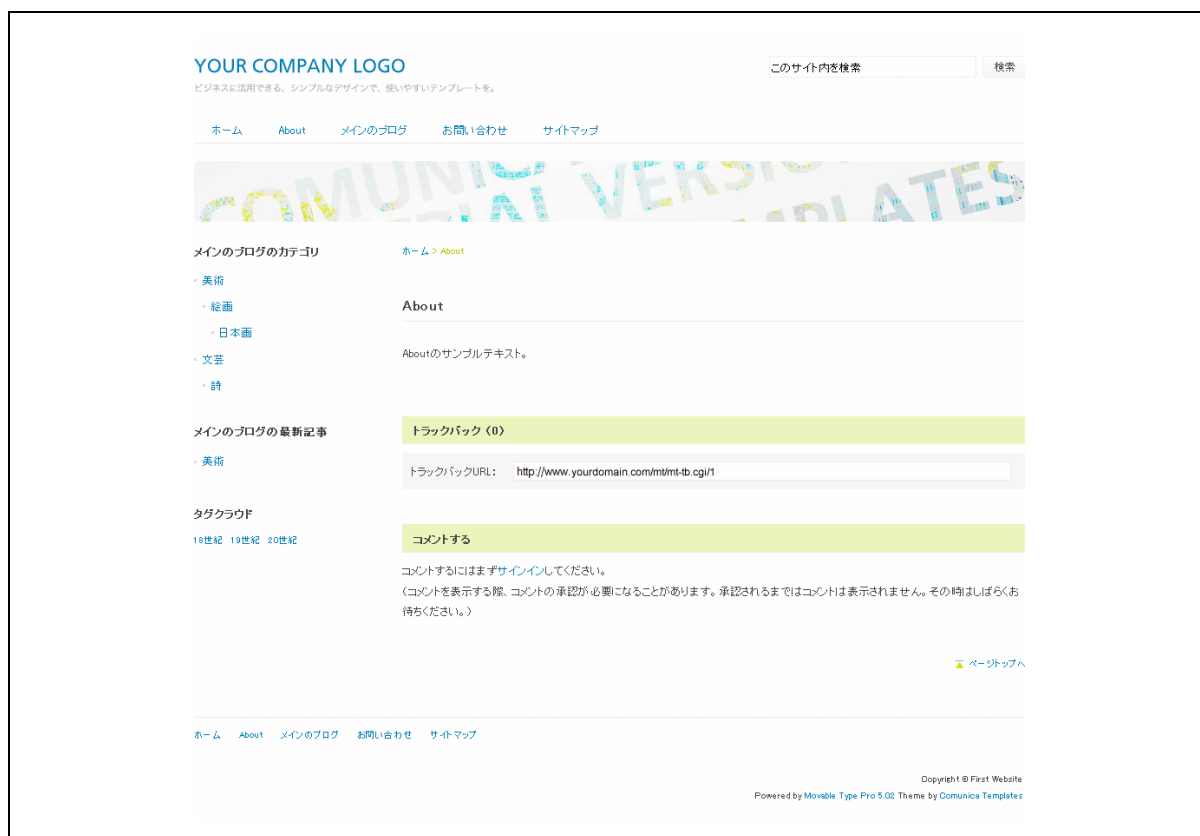 YOUR COMPANY LOGO
ビジネスに活用できる、シンプルなデザインで、使いやすいテンプレートを。
このサイト内を検索
検索
ホーム About メインのブログ お問い合わせ サイトマップ
COMUNIC
RIAL VERSIO
MPLATES
メインのブログのカテゴリ
美術
絵画
日本画
文芸
詩
メインのブログの最新記事
美術
タグクラウド
18世紀 19世紀 20世紀
ホーム > About
About
Aboutのサンプルテキスト。
トラックバック (0)
トラックバックURL: http://www.yourdomain.com/mt/mt-tb.cgi/1
コメントする
コメントするにはまずサインインしてください。
(コメントを表示する際、コメントの承認が必要になることがあります。承認されるまではコメントは表示されません。その時はしばらくお
待ちください。)
ページトップへ
ホーム About メインのブログ お問い合わせ サイトマップ
Copyright © First Website
Powered by Movable Type Pro 5.02 Theme by Comunica Templates